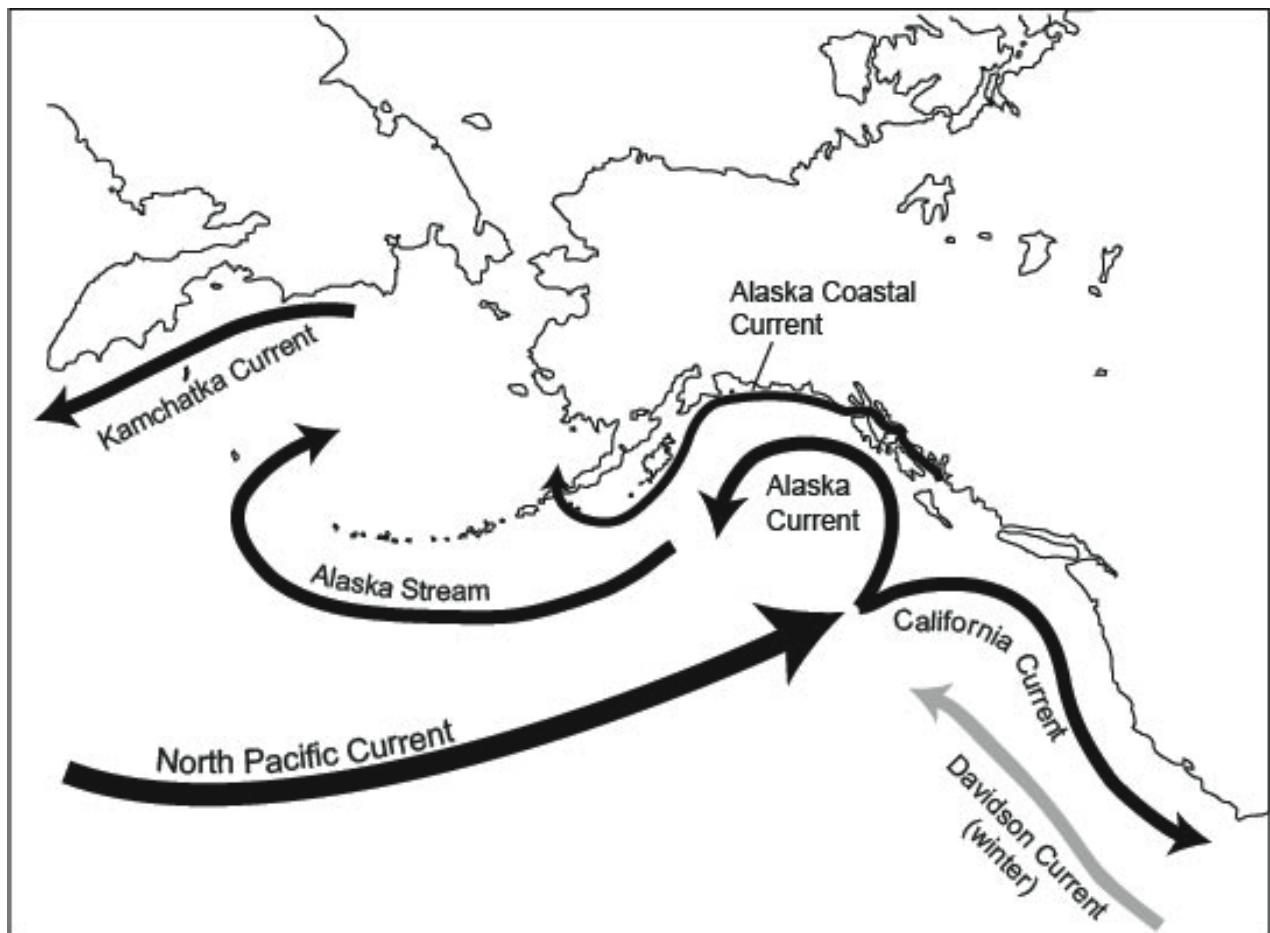 Alaska Coastal
Current
Kamchatka Current
Alaska
Current
Alaska Stream
California Current
North Pacific Current
Davidson Current
(winter)